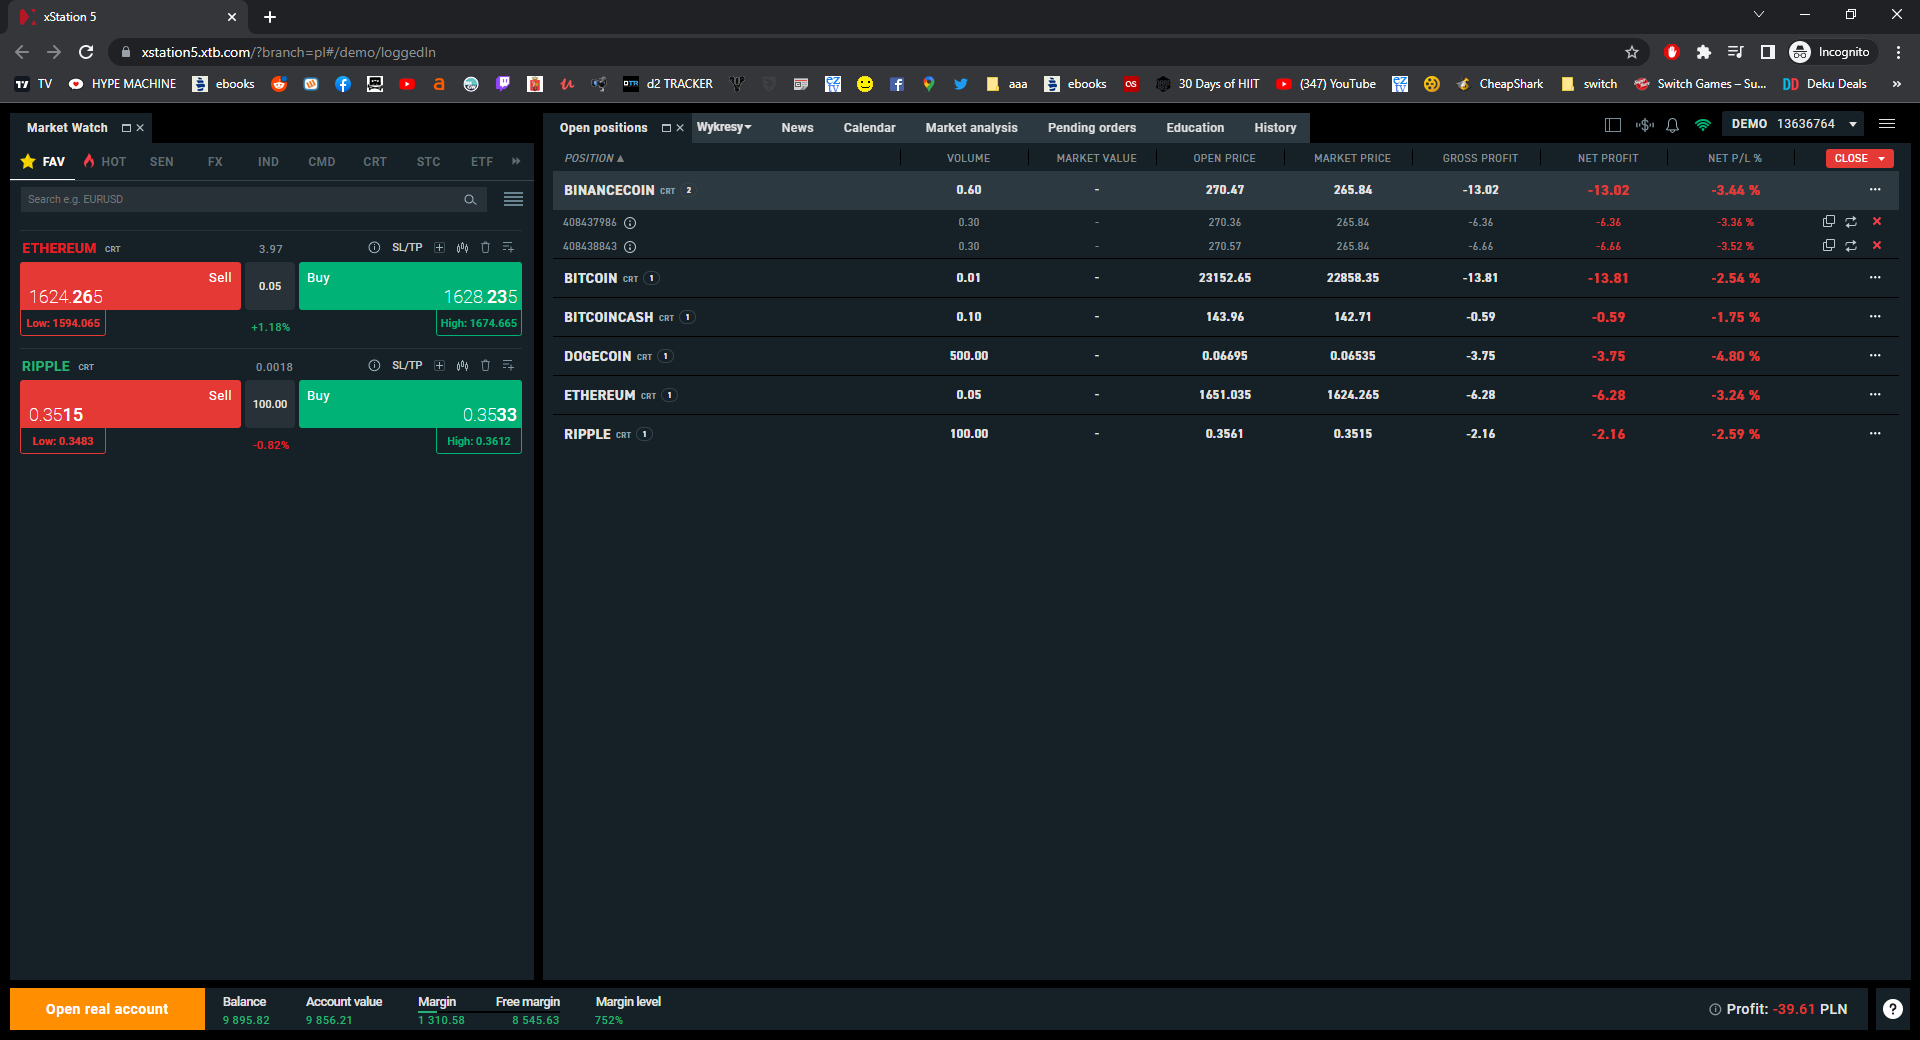 xStation 5
xstation5.xtb.com/?branch=pl#/demo/loggedIn
Incognito
TV HYPE MACHINE ebooks d2 TRACKER aaa ebooks 30 Days of HIIT (347) YouTube CheapShark switch Switch Games – Su... Deku Deals
Market Watch
Open positions Wykresy News Calendar Market analysis Pending orders Education History
DEMO 13636764
FAV HOT SEN FX IND CMD CRT STC ETF
Search e.g. EURUSD
ETHEREUM CRT 3.97 SL/TP
Sell 0.05 Buy
1624.265 1628.235
Low: 1594.065 +1.18% High: 1674.665
RIPPLE CRT 0.0018 SL/TP
Sell 100.00 Buy
0.3515 0.3533
Low: 0.3483 -0.82% High: 0.3612
POSITION VOLUME MARKET VALUE OPEN PRICE MARKET PRICE GROSS PROFIT NET PROFIT NET P/L % CLOSE
BINANCECOIN CRT 2 0.60 - 270.47 265.84 -13.02 -13.02 -3.44 %
408437986 0.30 - 270.36 265.84 -6.36 -6.36 -3.36 %
408438843 0.30 - 270.57 265.84 -6.66 -6.66 -3.52 %
BITCOIN CRT 1 0.01 - 23152.65 22858.35 -13.81 -13.81 -2.54 %
BITCOINCASH CRT 1 0.10 - 143.96 142.71 -0.59 -0.59 -1.75 %
DOGECOIN CRT 1 500.00 - 0.06695 0.06535 -3.75 -3.75 -4.80 %
ETHEREUM CRT 1 0.05 - 1651.035 1624.265 -6.28 -6.28 -3.24 %
RIPPLE CRT 1 100.00 - 0.3561 0.3515 -2.16 -2.16 -2.59 %
Open real account
Balance Account value Margin Free margin Margin level
9 895.82 9 856.21 1 310.58 8 545.63 752%
Profit: -39.61 PLN